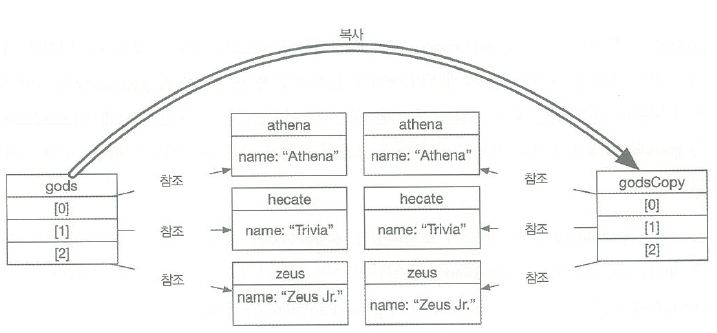 복사
athena
name: “Athena”
athena
name: “Athena”
gods
[0]
[1]
[2]
참조
참조
참조
hecate
name: “Trivia”
hecate
name: “Trivia”
zeus
name: “Zeus Jr.”
zeus
name: “Zeus Jr.”
참조
참조
참조
godsCopy
[0]
[1]
[2]